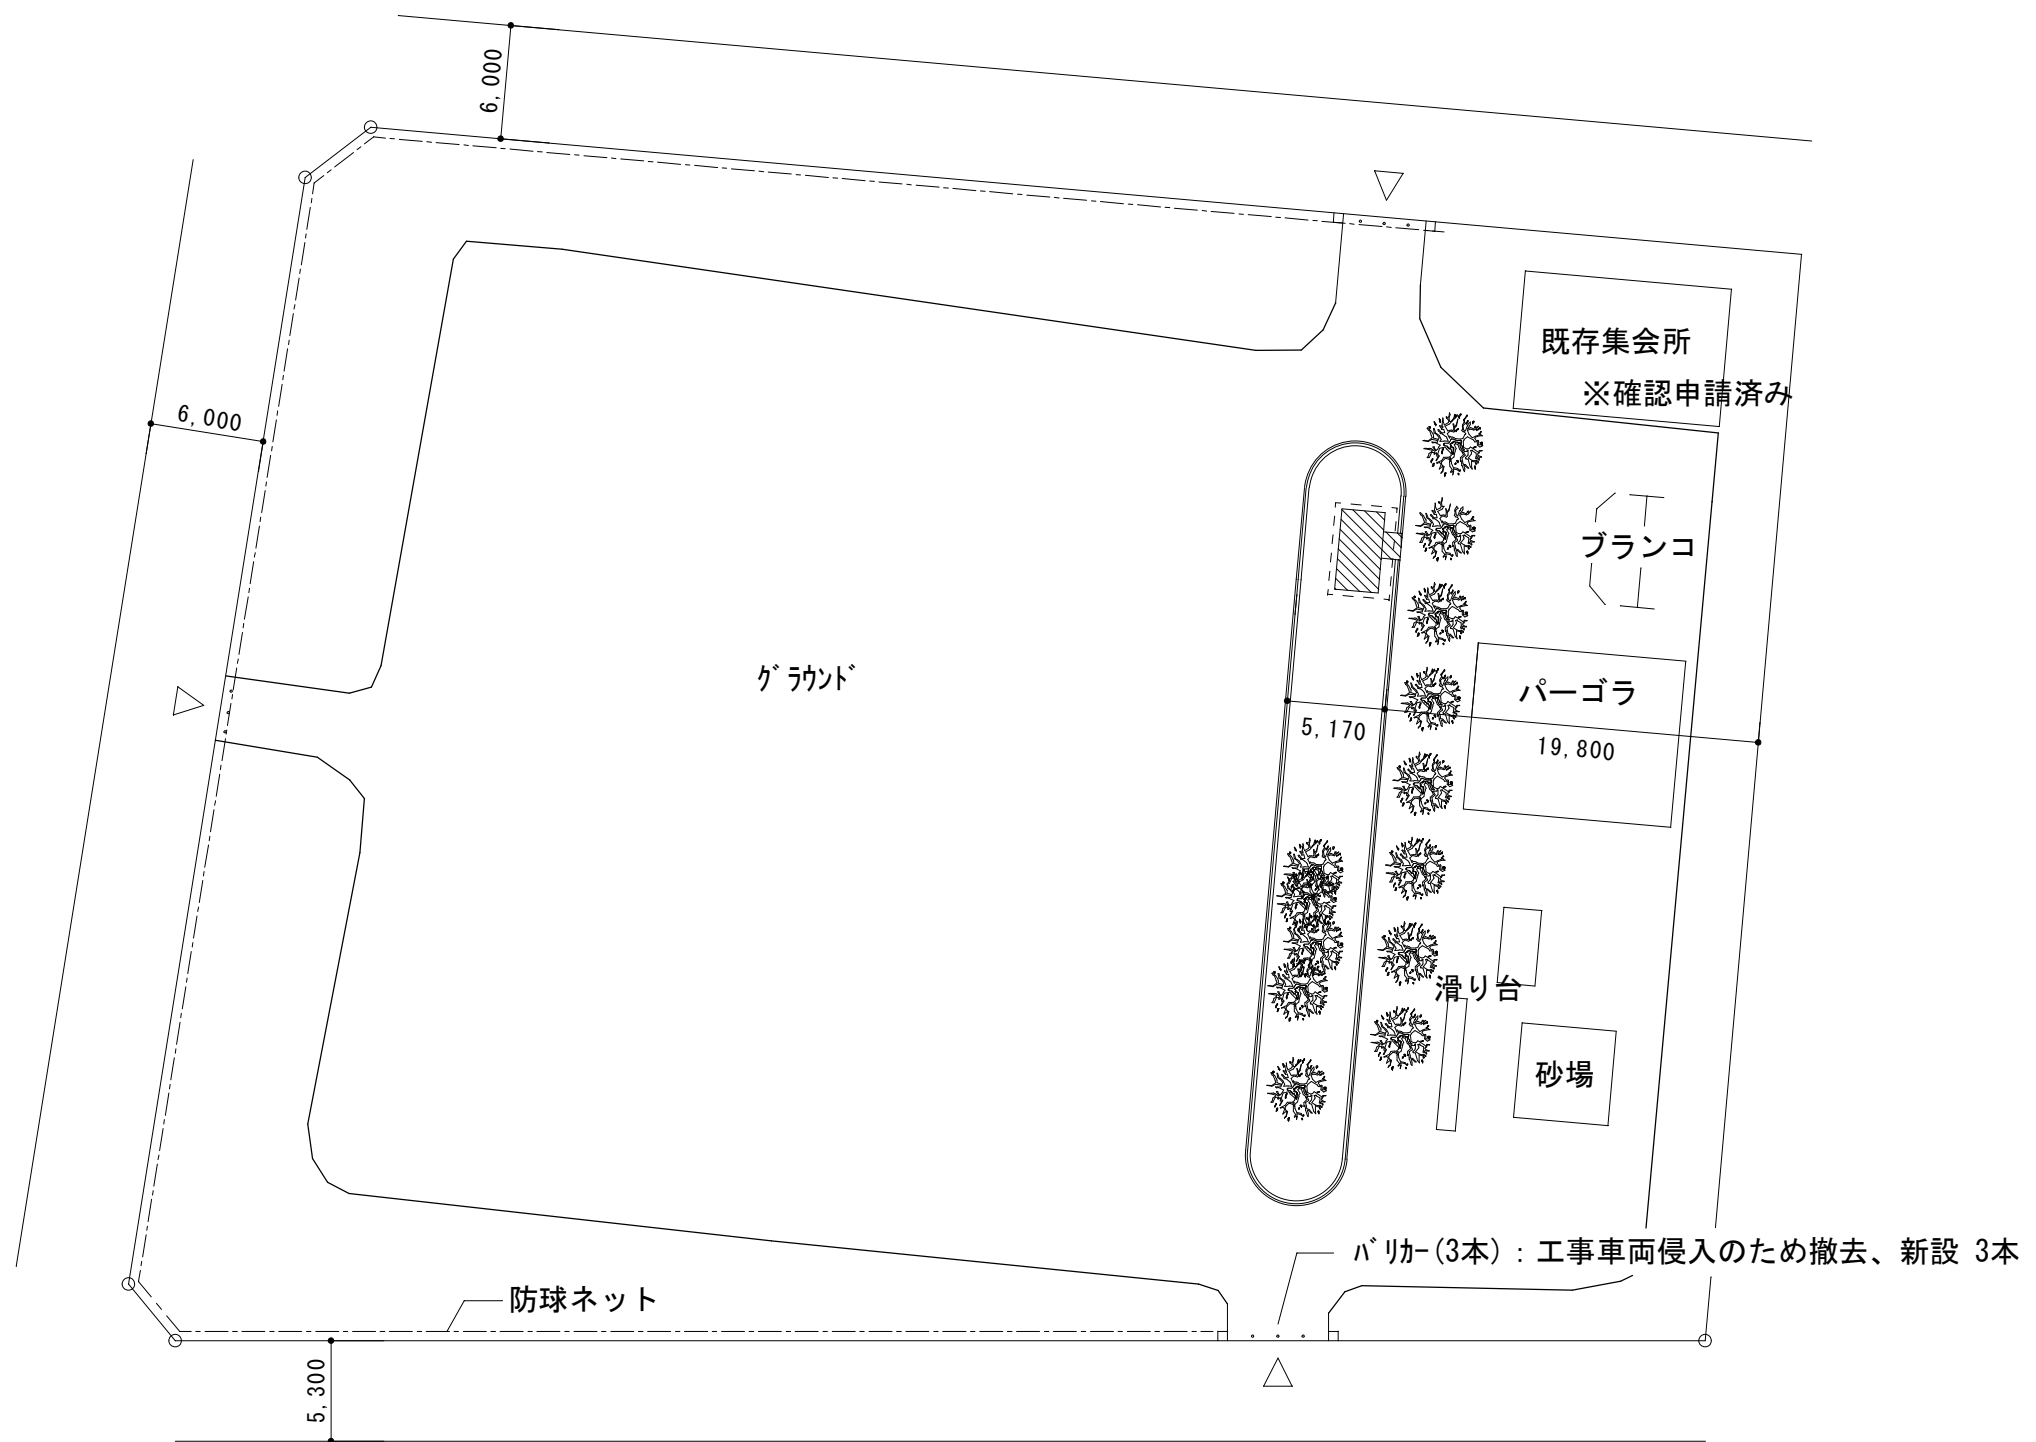 6,000
既存集会所
※確認申請済み
6,000
ブランコ
ｸﾞﾗｳﾝﾄﾞ
パーゴラ
5,170
19,800
滑り台
砂場
ﾊﾞﾘｶｰ(3本)：工事車両侵入のため撤去、新設 3本
防球ネット
5,300